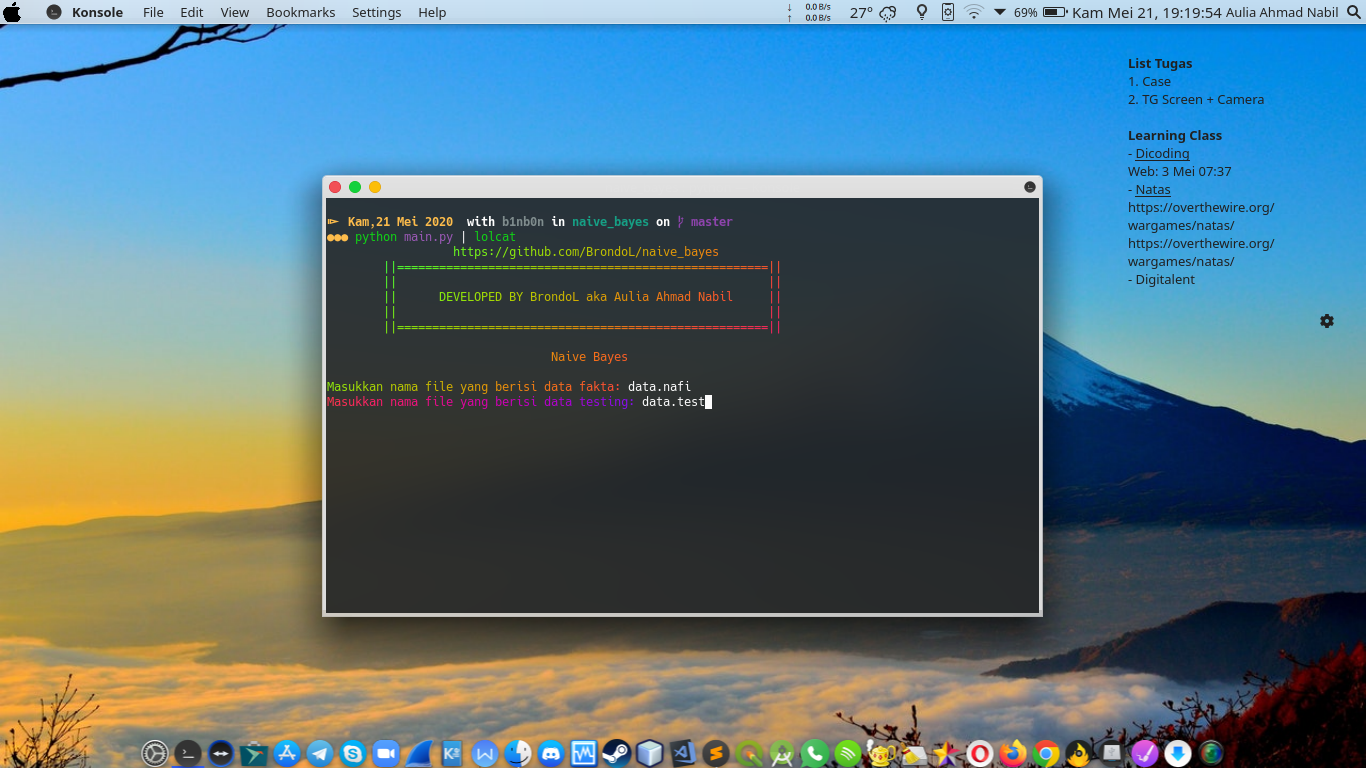 Konsole File Edit View Bookmarks Settings Help
↓ 0.0 B/s
↑ 0.0 B/s
27° 69% Kam Mei 21, 19:19:54 Aulia Ahmad Nabil
List Tugas
1. Case
2. TG Screen + Camera
Learning Class
- Dicoding
Web: 3 Mei 07:37
- Natas
https://overthewire.org/
wargames/natas/
https://overthewire.org/
wargames/natas/
- Digitalent
Kam,21 Mei 2020 with b1nb0n in naive_bayes on master
●●● python main.py | lolcat
https://github.com/BrondoL/naive_bayes
||=====================================================||
|| ||
|| DEVELOPED BY BrondoL aka Aulia Ahmad Nabil ||
|| ||
||=====================================================||
Naive Bayes
Masukkan nama file yang berisi data fakta: data.nafi
Masukkan nama file yang berisi data testing: data.test